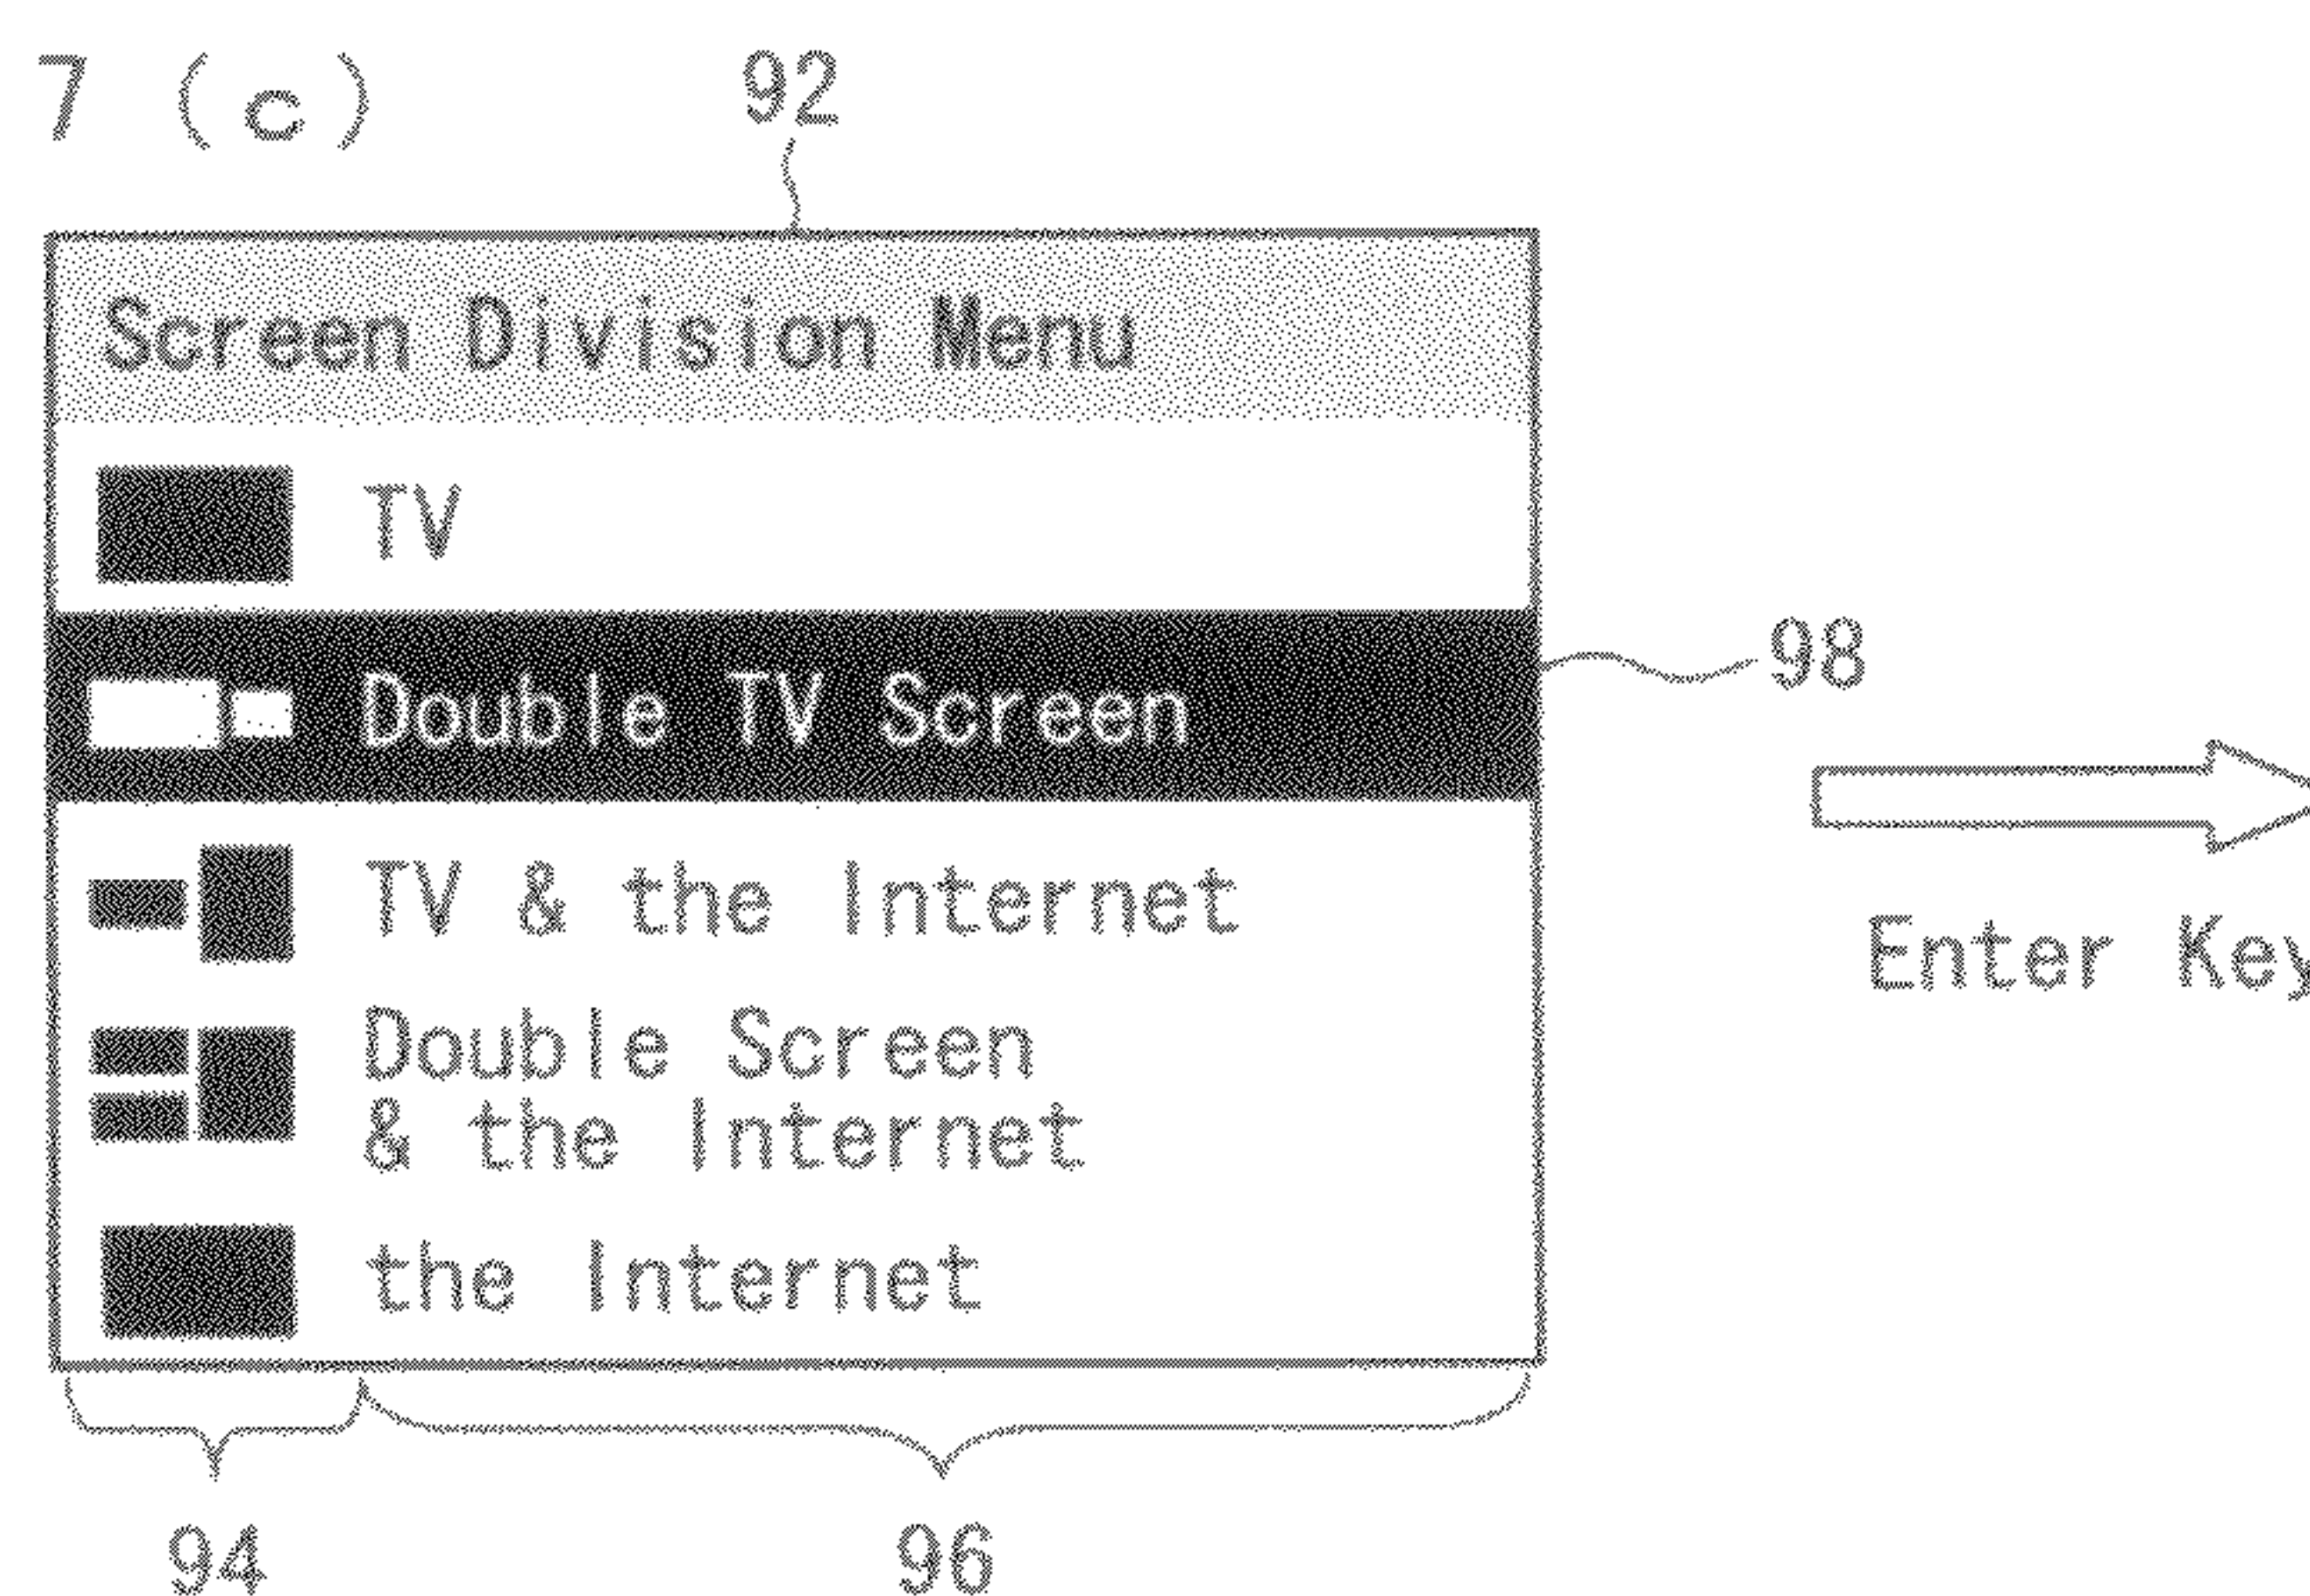 7 (c)
92
Screen Division Menu
TV
Double TV Screen
98
TV & the Internet
Enter Key
Double Screen
& the Internet
the Internet
94
96